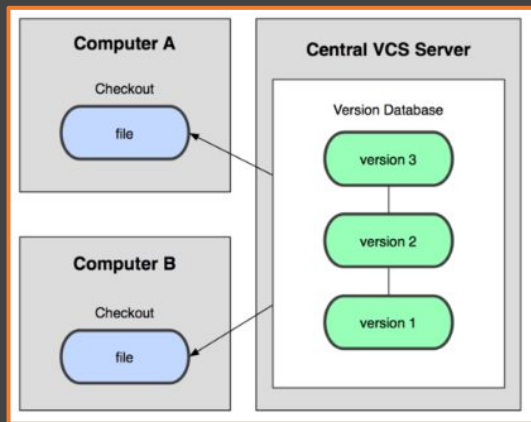 Computer A
Checkout
file
Computer B
Checkout
file
Central VCS Server
Version Database
version 3
version 2
version 1